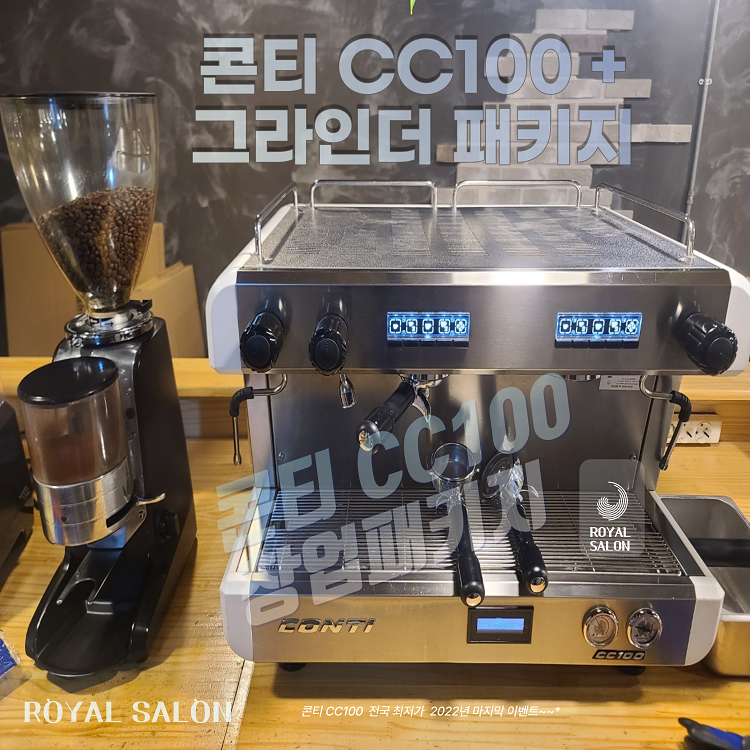 콘티 CC100 +
그라인더 패키지
콘티 CC100
창업패키지
ROYAL
SALON
CONTI
CC100
ROYAL SALON
콘티 CC100 전국 최저가 2022년 마지막 이벤트~~*